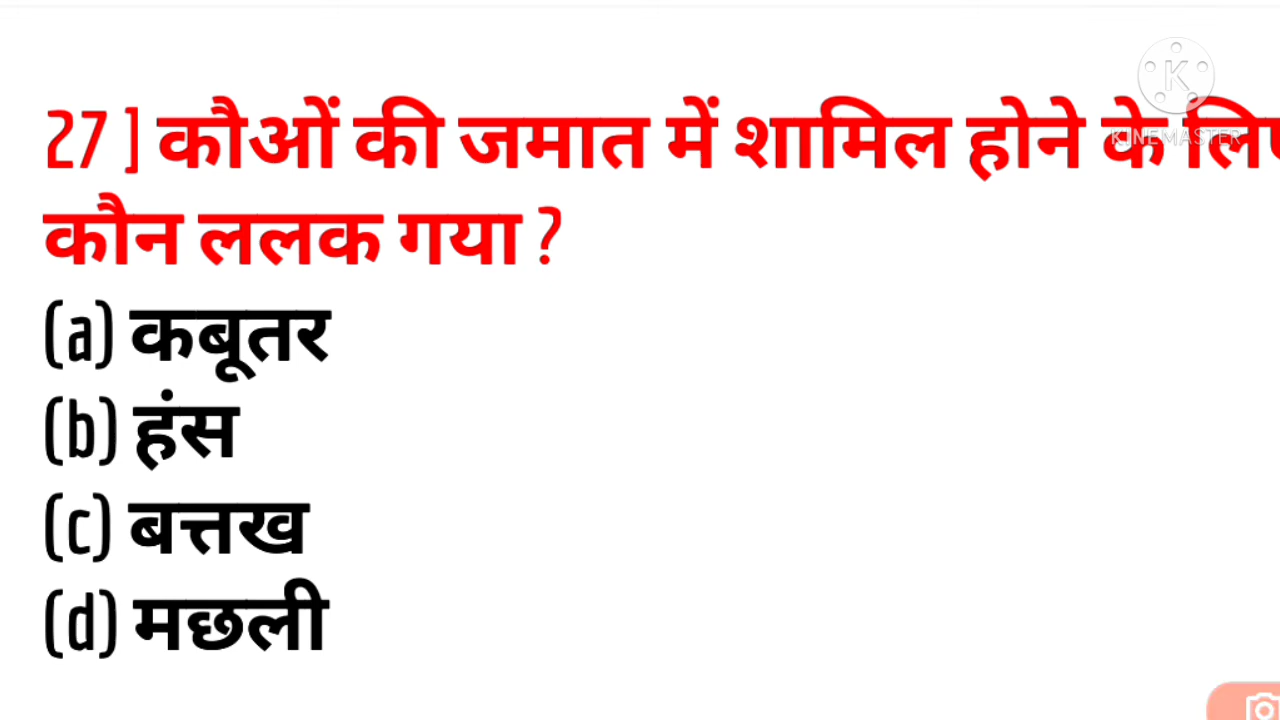 27 ] कौओं की जमात में शामिल होने के
कौन ललक गया ?
(a) कबूतर
(b) हंस
(c) बत्तख
(d) मछली
K
KINEMASTER